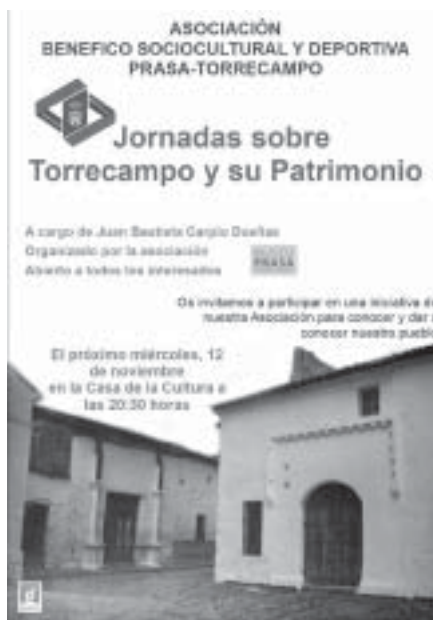 ASOCIACIÓN
BENEFICO SOCIOCULTURAL Y DEPORTIVA
PRASA-TORRECAMPO
Jornadas sobre
Torrecampo y su Patrimonio
A cargo de Juan Bautista Carpio Dueñas
Organizado por la asociación
PRASA
Abierto a todos los interesados
Os invitamos a participar en una iniciativa de
nuestra Asociación para conocer y dar a
conocer nuestro pueblo
El próximo miércoles, 12
de noviembre
en la Casa de la Cultura a
las 20:30 horas